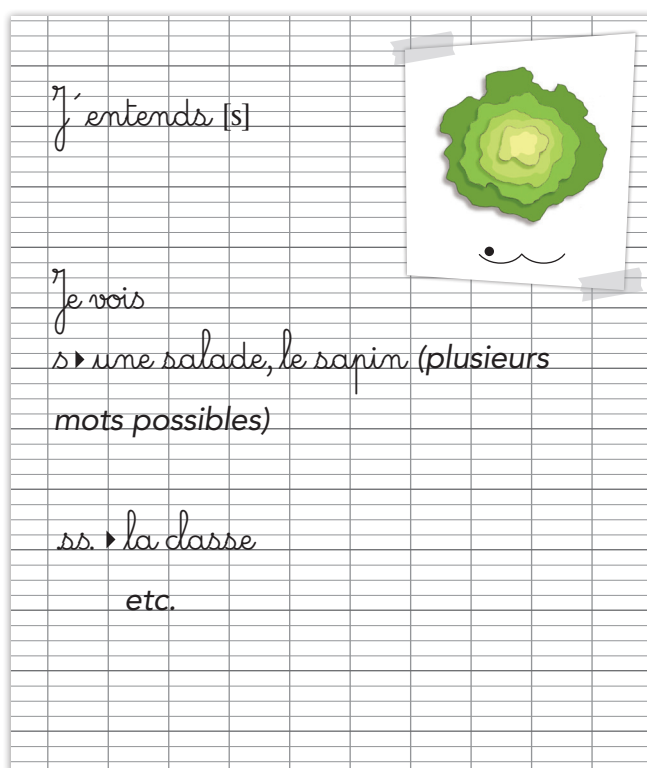 J'entends [s]
Je vois
s ▸ une salade, le sapin (plusieurs
mots possibles)
.ss. ▸ la classe
etc.